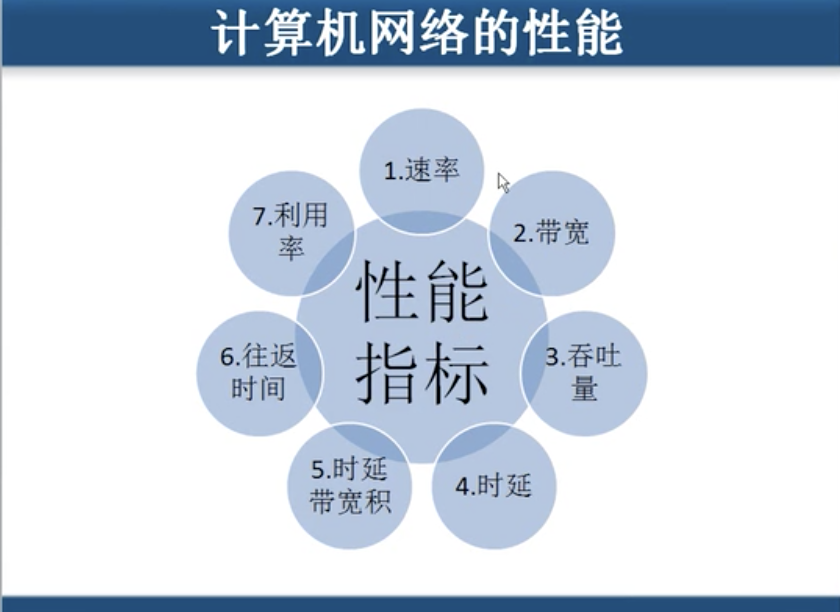 计算机网络的性能
性能
指标
1.速率
2.带宽
3.吞吐
量
4.时延
5.时延
带宽积
6.往返
时间
7.利用
率